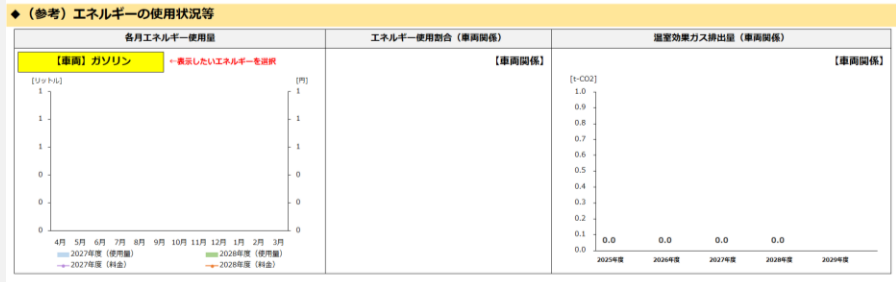 ◆（参考）エネルギーの使用状況等
各月エネルギー使用量
エネルギー使用割合（車両関係）
温室効果ガス排出量（車両関係）
【車両】ガソリン
←表示したいエネルギーを選択
【車両関係】
【車両関係】
[リットル]
[円]
1
1
1
0
0
0
1
1
1
0
0
0
4月 5月 6月 7月 8月 9月 10月 11月 12月 1月 2月 3月
2027年度（使用量）
2028年度（使用量）
2027年度（料金）
2028年度（料金）
[t-CO2]
1.0
0.9
0.8
0.7
0.6
0.5
0.4
0.3
0.2
0.1
0.0
0.0 0.0 0.0 0.0
2025年度 2026年度 2027年度 2028年度 2029年度